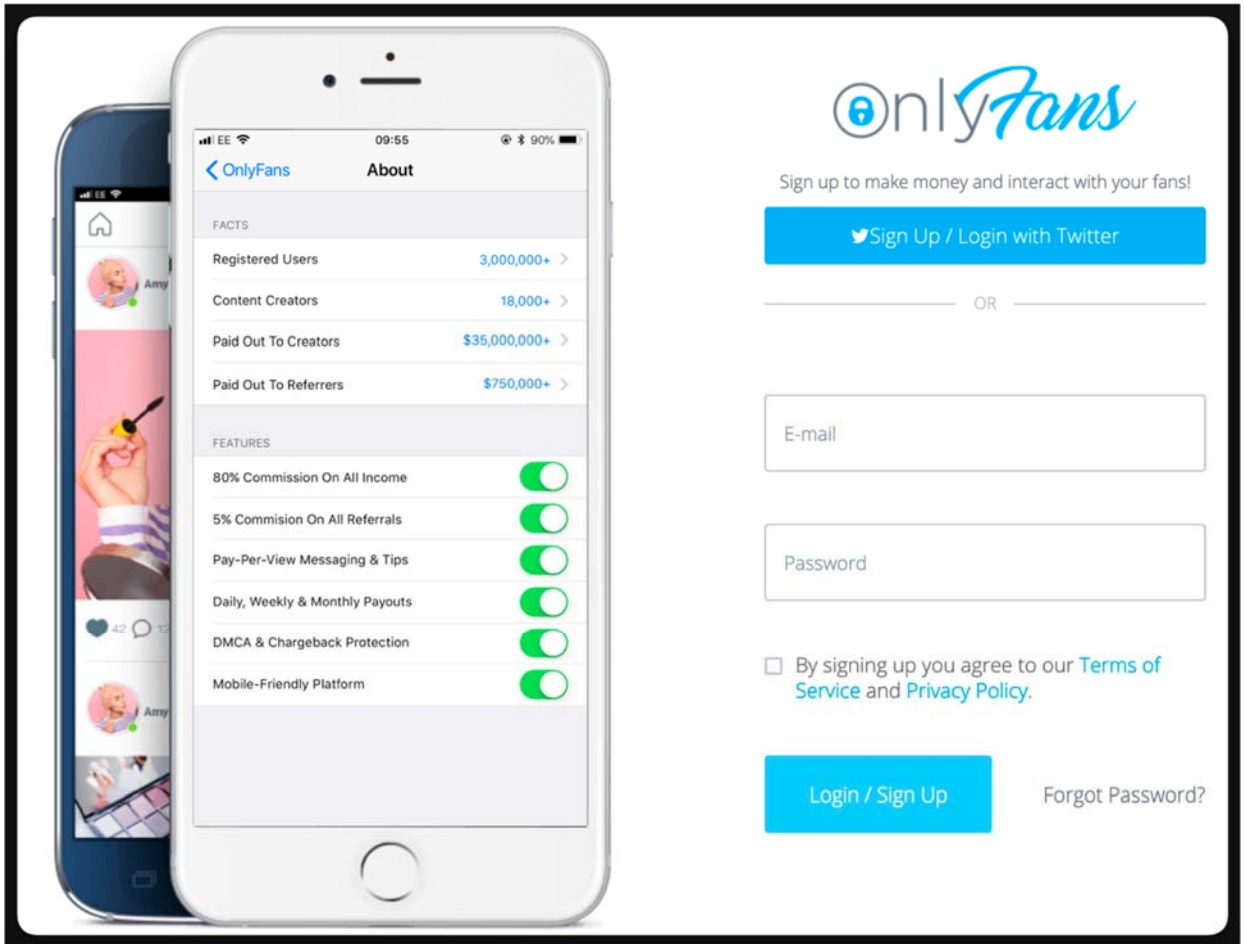 EE
09:55
90%
OnlyFans
About
FACTS
Registered Users 3,000,000+
Content Creators 18,000+
Paid Out To Creators $35,000,000+
Paid Out To Referrers $750,000+
FEATURES
80% Commission On All Income
5% Commision On All Referrals
Pay-Per-View Messaging & Tips
Daily, Weekly & Monthly Payouts
DMCA & Chargeback Protection
Mobile-Friendly Platform
EE
Amy
42
12
Amy
OnlyFans
Sign up to make money and interact with your fans!
Sign Up / Login with Twitter
OR
E-mail
Password
By signing up you agree to our Terms of
Service and Privacy Policy.
Login / Sign Up
Forgot Password?